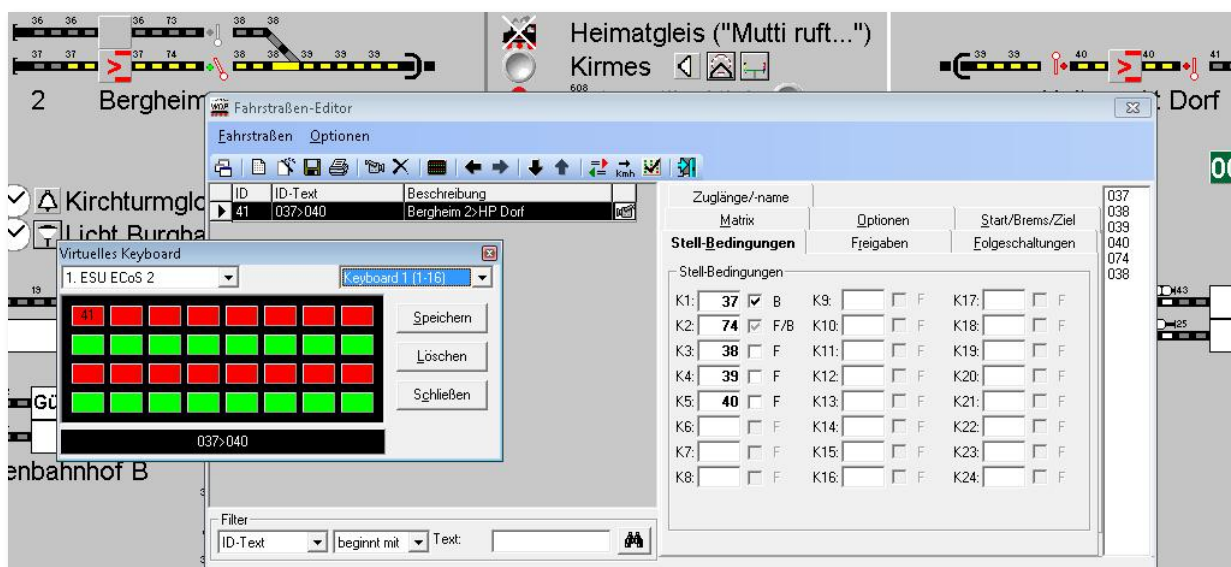 36 36 36 73 38 38
37 37 37 74 38 38 39 39 39
2 Bergheim
Heimatgleis ("Mutti ruft...")
Kirmes
608
39 39 40 40 41
Dorf
Kirchturmglo
Licht Burgha
19
Gü
enbahnhof B
43
25
Fahrstraßen-Editor
Fahrstraßen Optionen
kmh
ID ID-Text Beschreibung
41 037>040 Bergheim 2>HP Dorf
Virtuelles Keyboard
1. ESU ECoS 2 Keyboard 1 (1-16)
41
Speichern
Löschen
Schließen
037>040
Filter
ID-Text beginnt mit Text:
Zuglänge/-name
Matrix Optionen Start/Brems/Ziel
Stell-Bedingungen Freigaben Folgeschaltungen
Stell-Bedingungen
K1: 37 B K9: F K17: F
K2: 74 F/B K10: F K18: F
K3: 38 F K11: F K19: F
K4: 39 F K12: F K20: F
K5: 40 F K13: F K21: F
K6: F K14: F K22: F
K7: F K15: F K23: F
K8: F K16: F K24: F
037
038
039
040
074
038